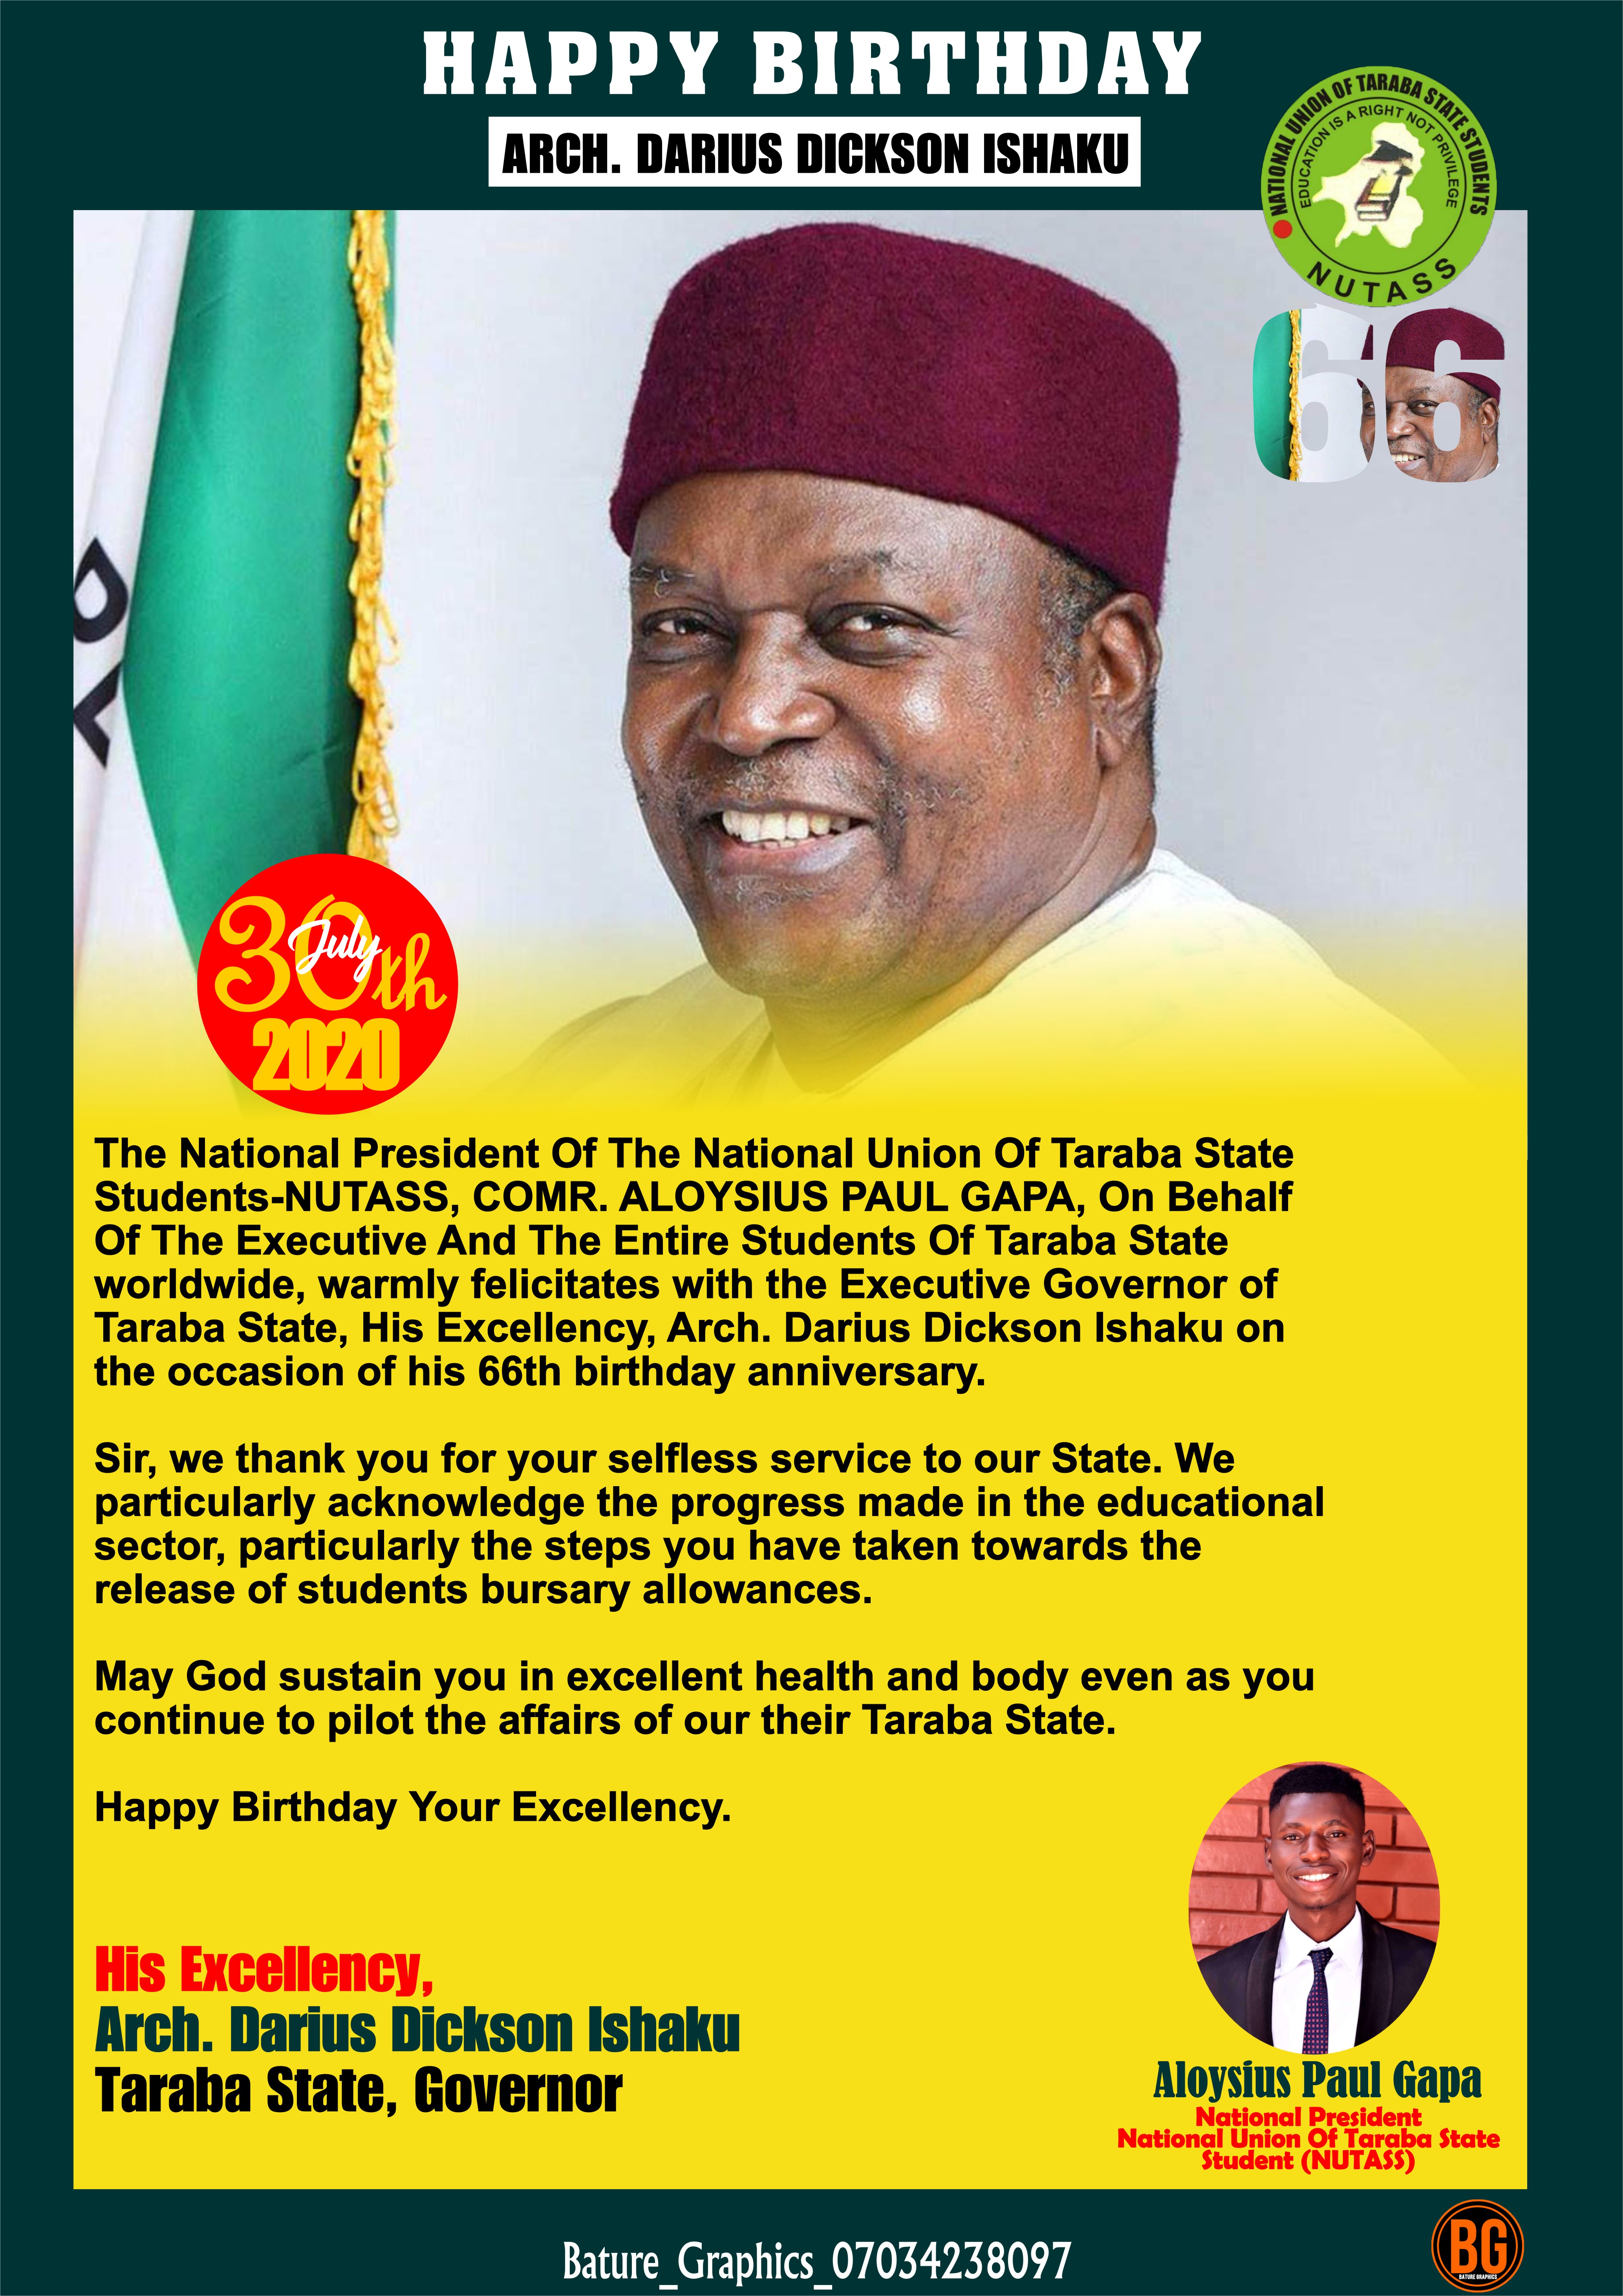 HAPPY BIRTHDAY
ARCH. DARIUS DICKSON ISHAKU
NATIONAL UNION OF TARABA STATE STUDENTS
EDUCATION IS A RIGHT NOT PRIVILEGE
NUTASS
66
30th
July
2020
The National President Of The National Union Of Taraba State
Students-NUTASS, COMR. ALOYSIUS PAUL GAPA, On Behalf
Of The Executive And The Entire Students Of Taraba State
worldwide, warmly felicitates with the Executive Governor of
Taraba State, His Excellency, Arch. Darius Dickson Ishaku on
the occasion of his 66th birthday anniversary.
Sir, we thank you for your selfless service to our State. We
particularly acknowledge the progress made in the educational
sector, particularly the steps you have taken towards the
release of students bursary allowances.
May God sustain you in excellent health and body even as you
continue to pilot the affairs of our their Taraba State.
Happy Birthday Your Excellency.
His Excellency,
Arch. Darius Dickson Ishaku
Taraba State, Governor
Aloysius Paul Gapa
National President
National Union Of Taraba State
Student (NUTASS)
Bature_Graphics_07034238097
BG
BATURE GRAPHICS